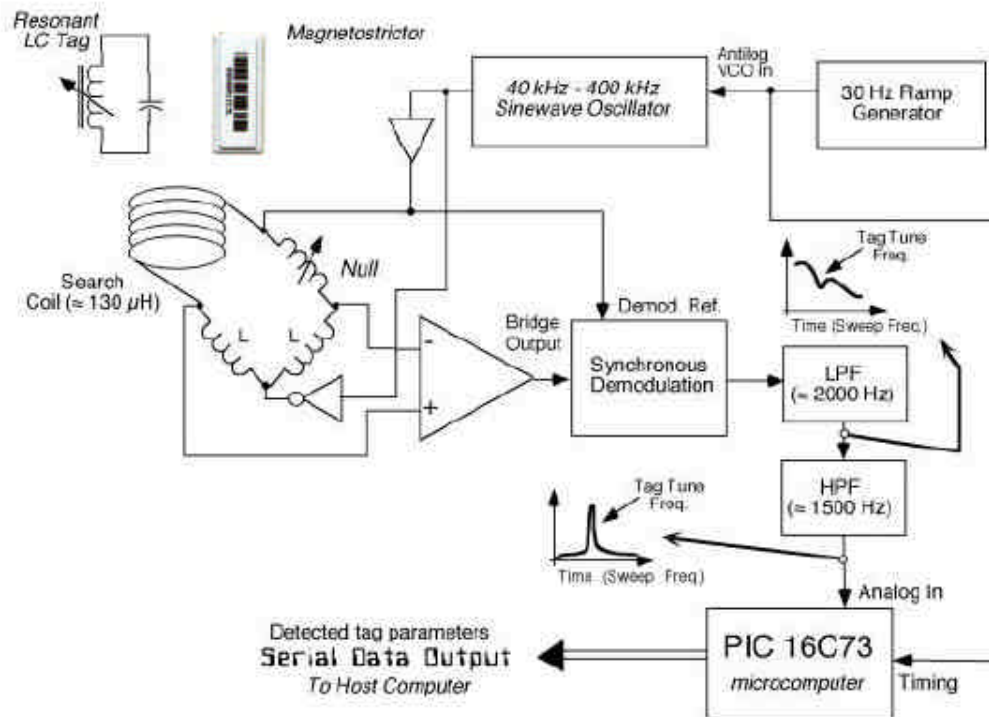 Resonant
LC Tag
Magnetostrictor
40 kHz - 400 kHz
Sinewave Oscillator
Antilog
VCO In
30 Hz Ramp
Generator
Search
Coil (≈ 130 µH)
Null
L
L
-
+
Bridge
Output
Demod. Ref.
Synchronous
Demodulation
Tag Tune
Freq.
Time (Sweep Freq.)
LPF
(≈ 2000 Hz)
HPF
(≈ 1500 Hz)
Tag Tune
Freq.
Time (Sweep Freq.)
Analog In
PIC 16C73
microcomputer
Timing
Detected tag parameters
Serial Data Output
To Host Computer